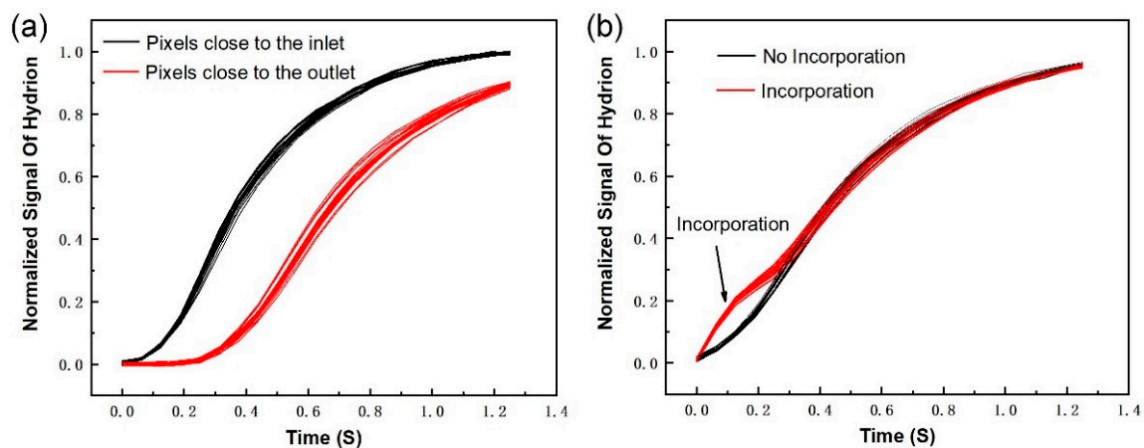 (a)
Pixels close to the inlet
Pixels close to the outlet
Normalized Signal Of Hydrion
1.0
0.8
0.6
0.4
0.2
0.0
0.0 0.2 0.4 0.6 0.8 1.0 1.2 1.4
Time (S)
(b)
No Incorporation
Incorporation
Incorporation
Normalized Signal Of Hydrion
1.0
0.8
0.6
0.4
0.2
0.0
0.0 0.2 0.4 0.6 0.8 1.0 1.2 1.4
Time (S)